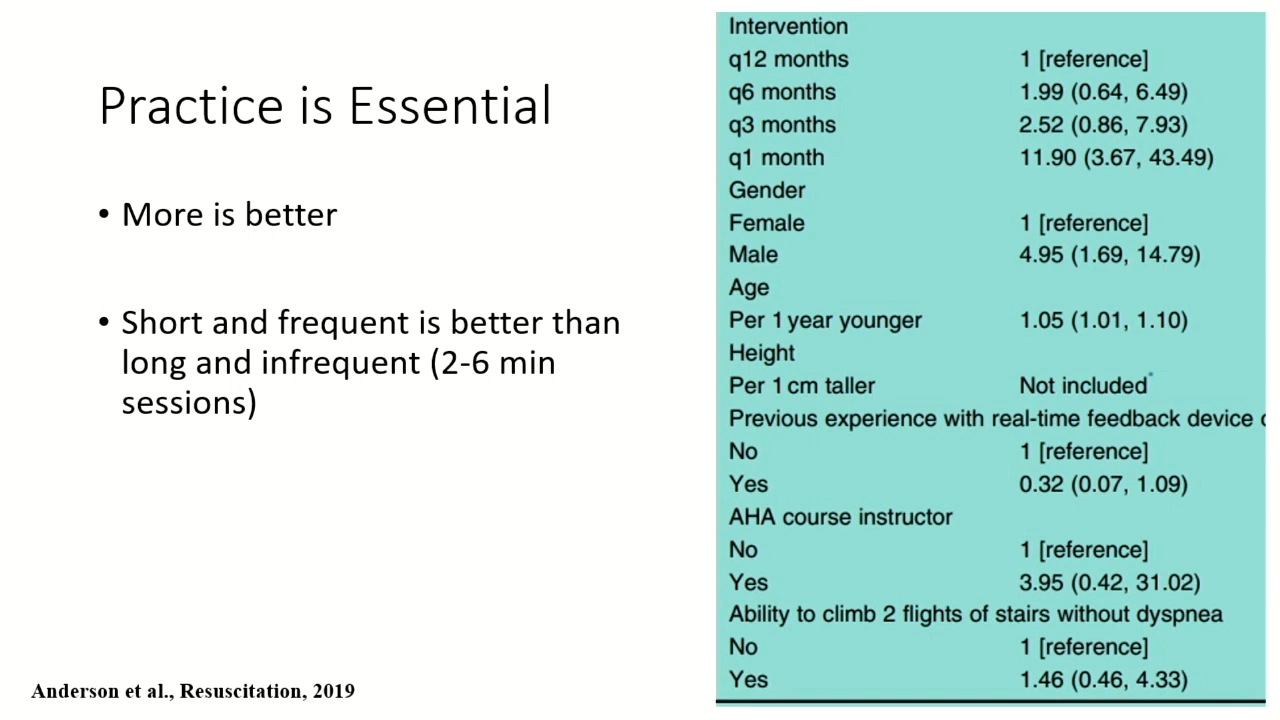 Practice is Essential
• More is better
• Short and frequent is better than
long and infrequent (2-6 min
sessions)
Anderson et al., Resuscitation, 2019
Intervention
q12 months 1 [reference]
q6 months 1.99 (0.64, 6.49)
q3 months 2.52 (0.86, 7.93)
q1 month 11.90 (3.67, 43.49)
Gender
Female 1 [reference]
Male 4.95 (1.69, 14.79)
Age
Per 1 year younger 1.05 (1.01, 1.10)
Height
Per 1 cm taller Not included*
Previous experience with real-time feedback device
No 1 [reference]
Yes 0.32 (0.07, 1.09)
AHA course instructor
No 1 [reference]
Yes 3.95 (0.42, 31.02)
Ability to climb 2 flights of stairs without dyspnea
No 1 [reference]
Yes 1.46 (0.46, 4.33)